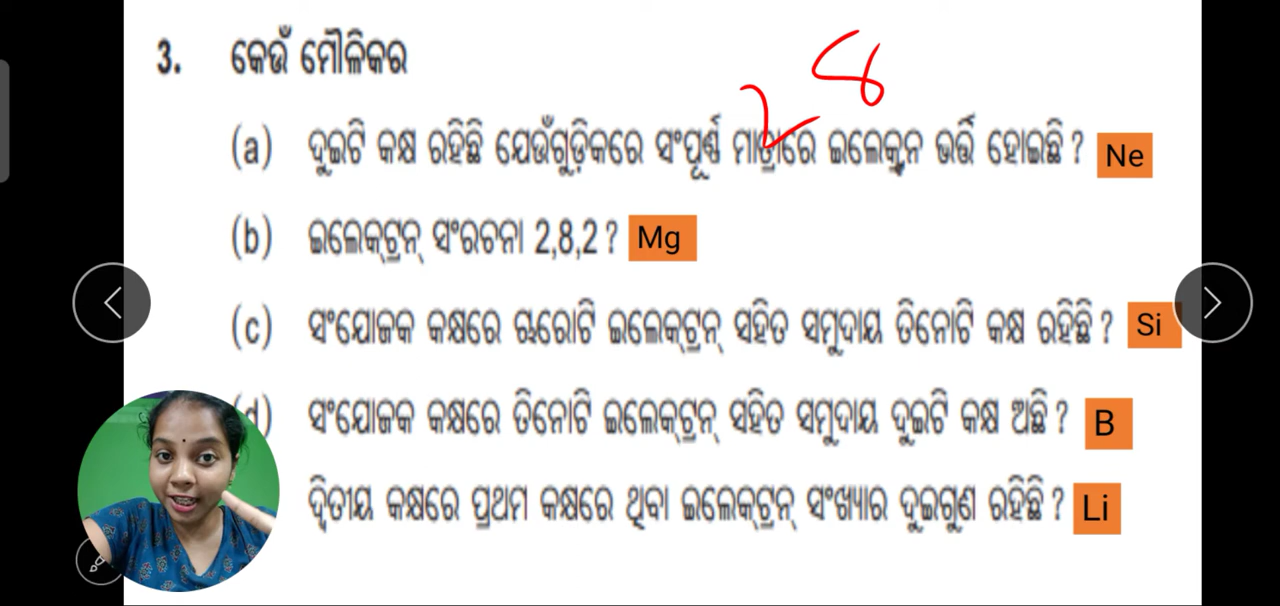 2 8
3. କେଉଁ ମୌଳିକର
(a) ଦୁଇଟି କକ୍ଷ ରହିଛି ଯେଉଁଗୁଡ଼ିକରେ ସଂପୂର୍ଣ୍ଣ ମାତ୍ରାରେ ଇଲେକ୍ଟ୍ରନ ଭର୍ତ୍ତି ହୋଇଛି ? Ne
(b) ଇଲେକ୍‌ଟ୍ରନ୍ ସଂରଚନା 2,8,2 ? Mg
(c) ସଂଯୋଜକ କକ୍ଷରେ ଋରୋଟି ଇଲେକ୍‌ଟ୍ରନ୍ ସହିତ ସମୁଦାୟ ତିନୋଟି କକ୍ଷ ରହିଛି ? Si
(d) ସଂଯୋଜକ କକ୍ଷରେ ତିନୋଟି ଇଲେକ୍‌ଟ୍ରନ୍ ସହିତ ସମୁଦାୟ ଦୁଇଟି କକ୍ଷ ଅଛି ? B
ଦ୍ୱିତୀୟ କକ୍ଷରେ ପ୍ରଥମ କକ୍ଷରେ ଥିବା ଇଲେକ୍‌ଟ୍ରନ୍ ସଂଖ୍ୟାର ଦୁଇଗୁଣ ରହିଛି ? Li